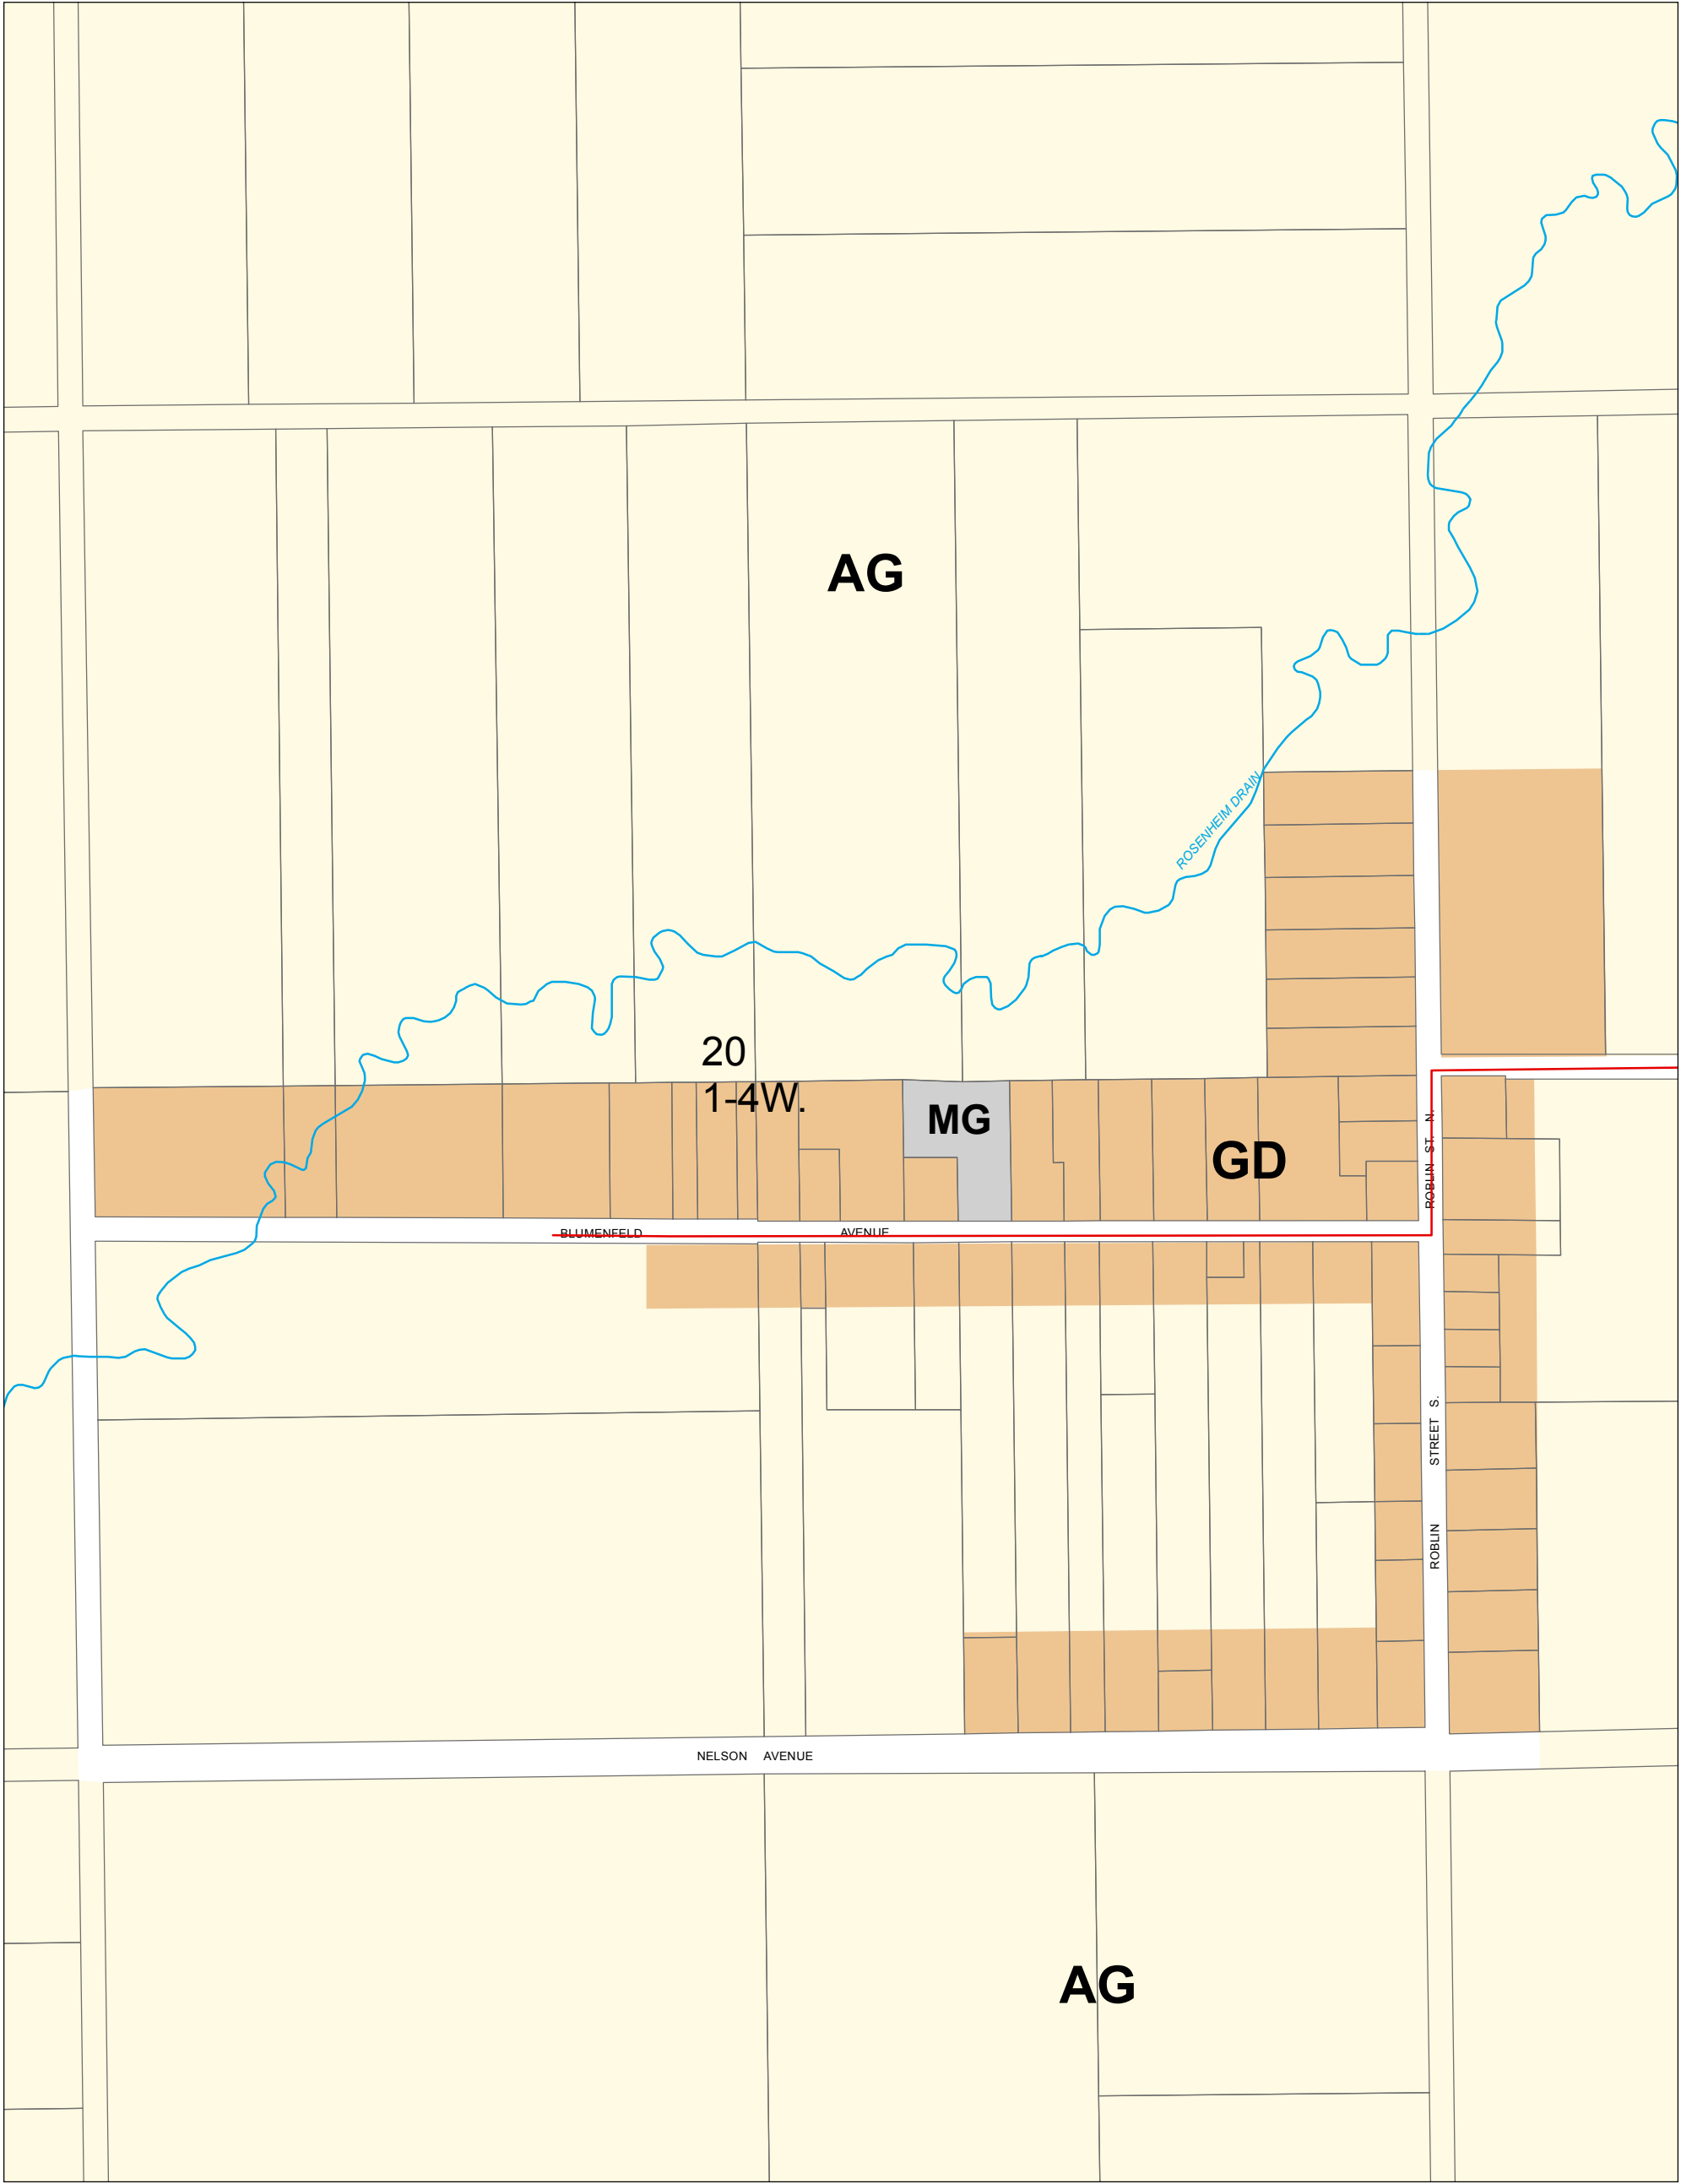 AG
ROSENHEIM DRAIN
20
1-4W.
MG
GD
ROBLIN ST. N.
BLUMENFELD AVENUE
ROBLIN STREET S.
NELSON AVENUE
AG